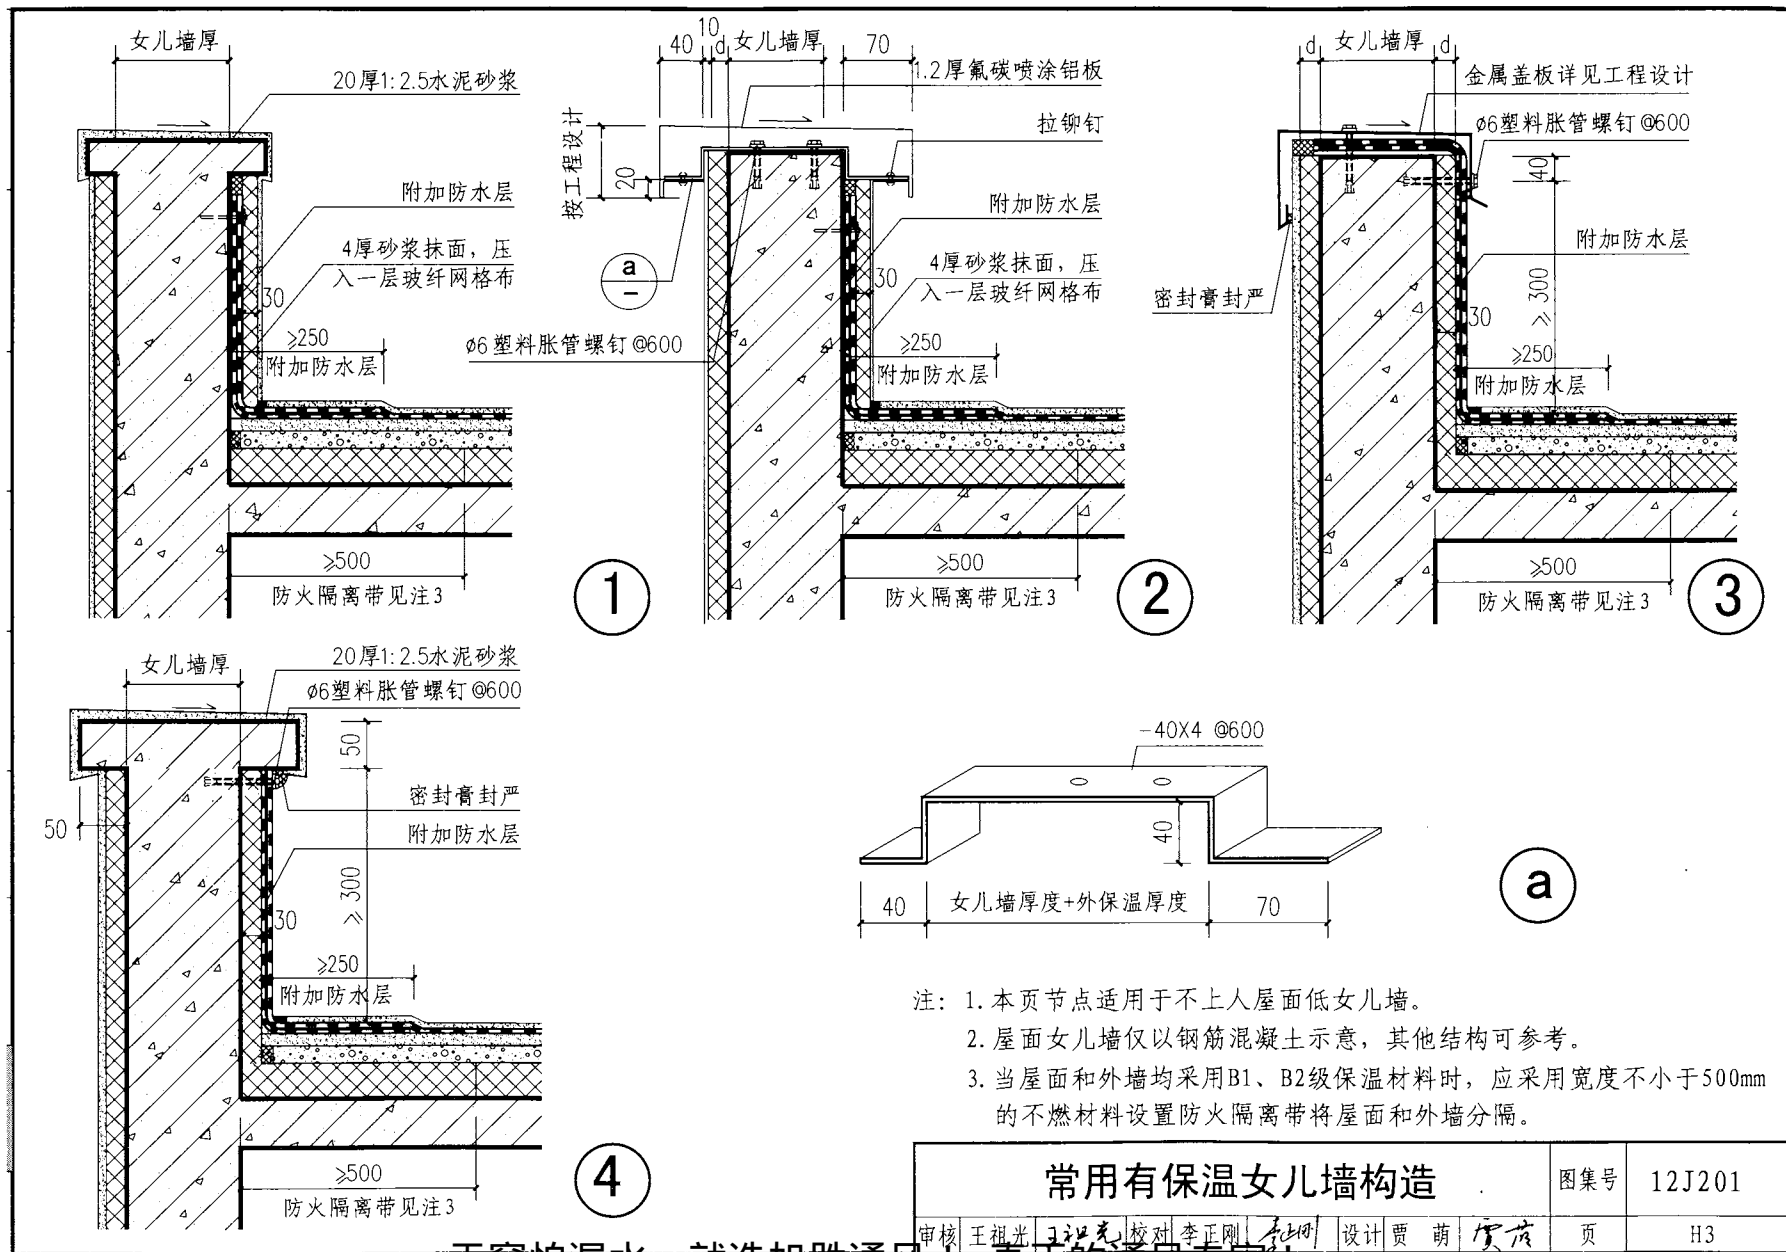 女儿墙厚
20厚1:2.5水泥砂浆
附加防水层
4厚砂浆抹面，压
入一层玻纤网格布
30
≥250
附加防水层
≥500
防火隔离带见注3
1
10
40
d
女儿墙厚
70
1.2厚氟碳喷涂铝板
拉铆钉
按工程设计
20
附加防水层
a
–
4厚砂浆抹面，压
入一层玻纤网格布
30
ø6塑料胀管螺钉@600
≥250
附加防水层
≥500
防火隔离带见注3
2
d
女儿墙厚
d
金属盖板详见工程设计
ø6塑料胀管螺钉@600
40
附加防水层
密封膏封严
≥300
30
≥250
附加防水层
≥500
防火隔离带见注3
3
女儿墙厚
20厚1:2.5水泥砂浆
ø6塑料胀管螺钉@600
50
密封膏封严
附加防水层
50
≥300
30
≥250
附加防水层
≥500
防火隔离带见注3
4
-40X4 @600
40
40
女儿墙厚度+外保温厚度
70
a
注: 1.本页节点适用于不上人屋面低女儿墙。
2.屋面女儿墙仅以钢筋混凝土示意，其他结构可参考。
3.当屋面和外墙均采用B1、B2级保温材料时，应采用宽度不小于500mm
的不燃材料设置防火隔离带将屋面和外墙分隔。
常用有保温女儿墙构造
图集号
12J201
审核 王祖光 王祖光 校对 李正刚 设计 贾 萌 页 H3